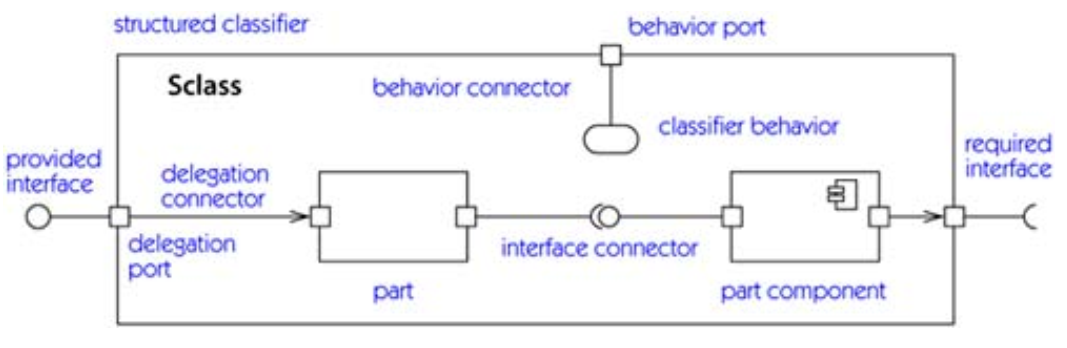 structured classifier
behavior port
Sclass
behavior connector
classifier behavior
provided
interface
delegation
connector
required
interface
delegation
port
interface connector
part
part component